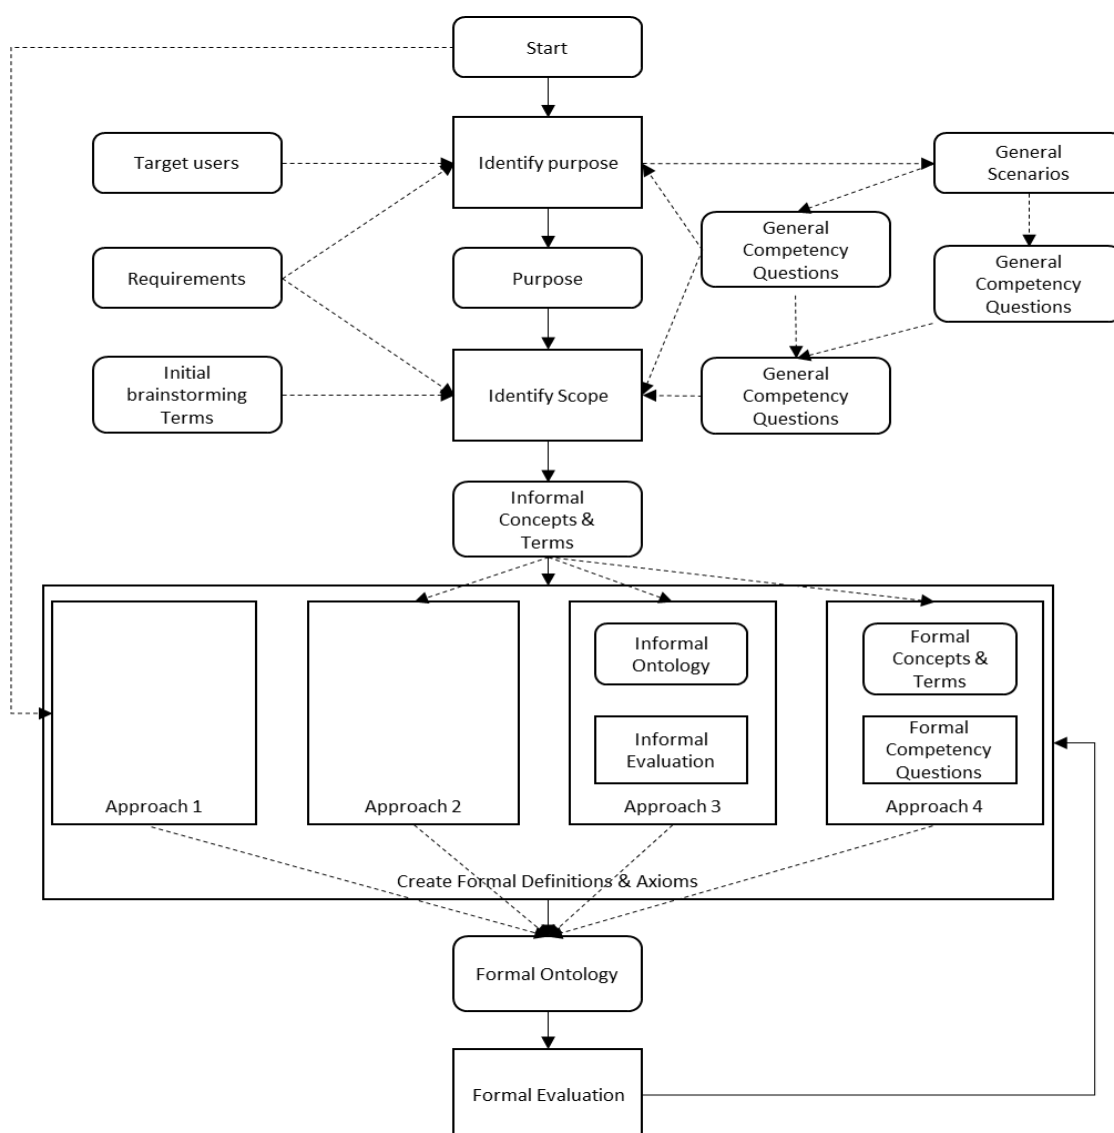 Start
Target users
Identify purpose
General
Scenarios
General
Competency
Questions
Requirements
Purpose
General
Competency
Questions
Initial
brainstorming
Terms
Identify Scope
General
Competency
Questions
Informal
Concepts &
Terms
Informal
Ontology
Formal
Concepts &
Terms
Informal
Evaluation
Formal
Competency
Questions
Approach 1
Approach 2
Approach 3
Approach 4
Create Formal Definitions & Axioms
Formal Ontology
Formal Evaluation